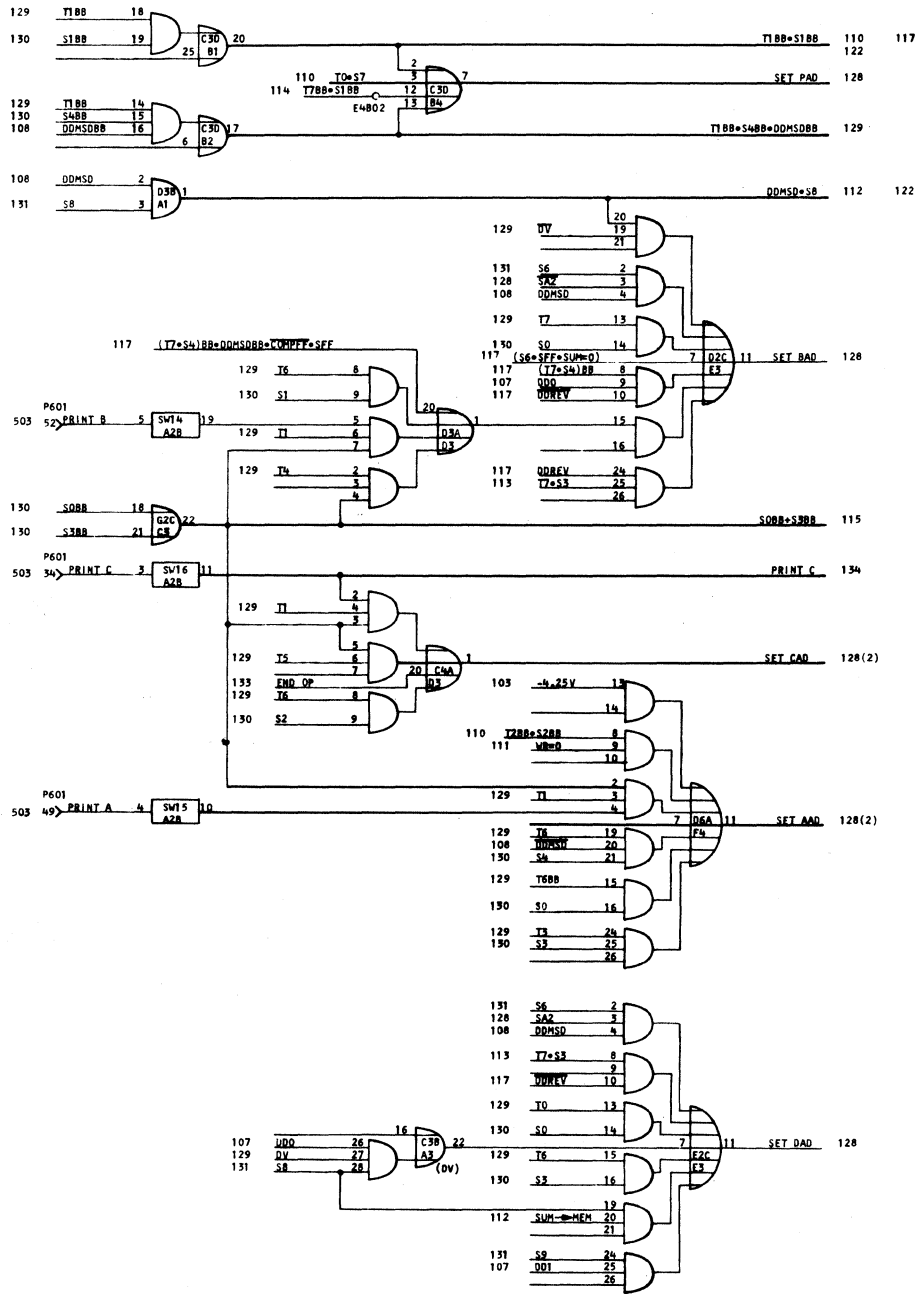 129 T1BB 18
130 S1BB 19 C3D 20 T1BB•S1BB 110 117
25 B1 122
2
110 T0•S7 3 7 SET PAD 128
114 T7BB•S1BB 12 C3D
E4B02 13 B4
129 T1BB 14
130 S4BB 15
108 DDMSDBB 16 C3D 17 T1BB•S4BB•DDMSDBB 129
6 B2
108 DDMSD 2 D3B 1 DDMSD•S8 112 122
131 S8 3 A1
20
129 D̅V̅ 19
21
131 S6 2
128 S̅A̅2̅ 3
108 DDMSD 4
129 T7 13
130 S0 14
117 (S6•SFF•SUM=0) 7 D2C 11 SET BAD 128
E3
117 (T7•S4)BB 8
107 DD0 9
117 D̅D̅R̅E̅V̅ 10
117 (T7•S4)BB•DDMSDBB•C̅O̅M̅P̅F̅F̅•SFF
129 T6 8
130 S1 9
20 1 15
D3A 16
D3
P601
503 52 PRINT B 5 SW14 19 5
A2B
129 T1 6
7
129 T4 2
3
4
117 DDREV 24
113 T7•S3 25
26
130 S0BB 18
G2C 22 S0BB+S3BB 115
130 S3BB 21 C3
P601
503 34 PRINT C 3 SW16 11 PRINT C 134
A2B
2
129 T1 4
3
5
129 T5 6
7 20 C4A 1 SET CAD 128(2)
133 END OP D3
129 T6 8
130 S2 9
103 -4.25V 13
14
110 T2BB•S2BB 8
111 WR=0 9
10
2
129 T1 3
4
P601
503 49 PRINT A 4 SW15 10
A2B
7 D6A 11 SET AAD 128(2)
F4
129 T6 19
108 D̅D̅M̅S̅D̅ 20
130 S4 21
129 T6BB 15
130 S0 16
129 T3 24
130 S3 25
26
131 S6 2
128 SA2 3
108 DDMSD 4
113 T7•S3 8
9
117 D̅D̅R̅E̅V̅ 10
129 T0 13
130 S0 14
16 C3B 22 7 11 SET DAD 128
107 26 A3 E2C
129 DV 27 (DV) E3
131 S8 28
129 T6 15
130 S3 16
19
112 SUM→MEM 20
21
131 S9 24
107 DD1 25
26